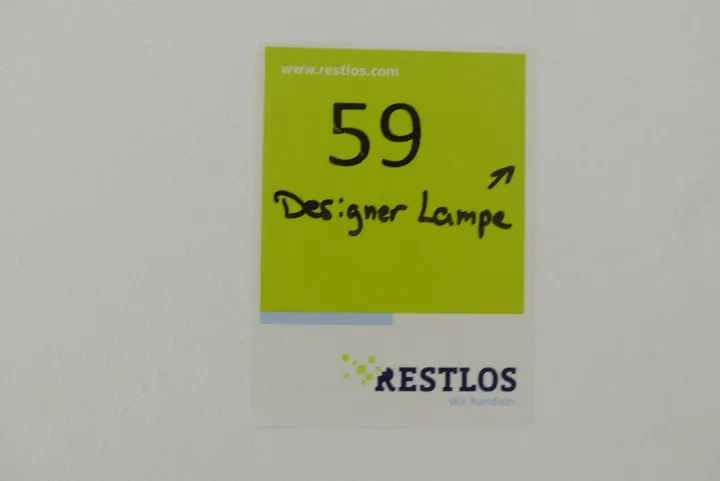 www.restlos.com
59
Designer Lampe
RESTLOS
Wir handeln.